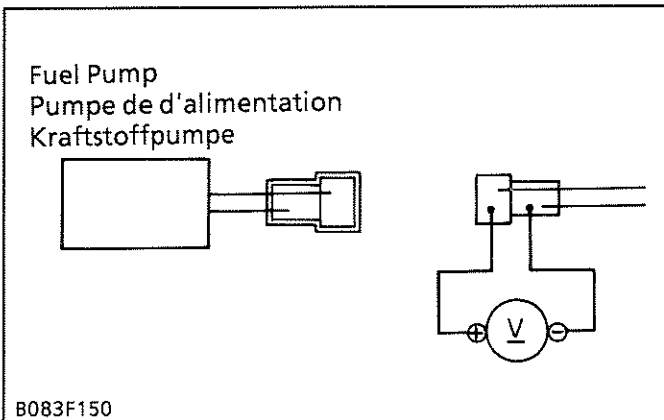 Fuel Pump
Pumpe de d'alimentation
Kraftstoffpumpe
+ V -
B083F150